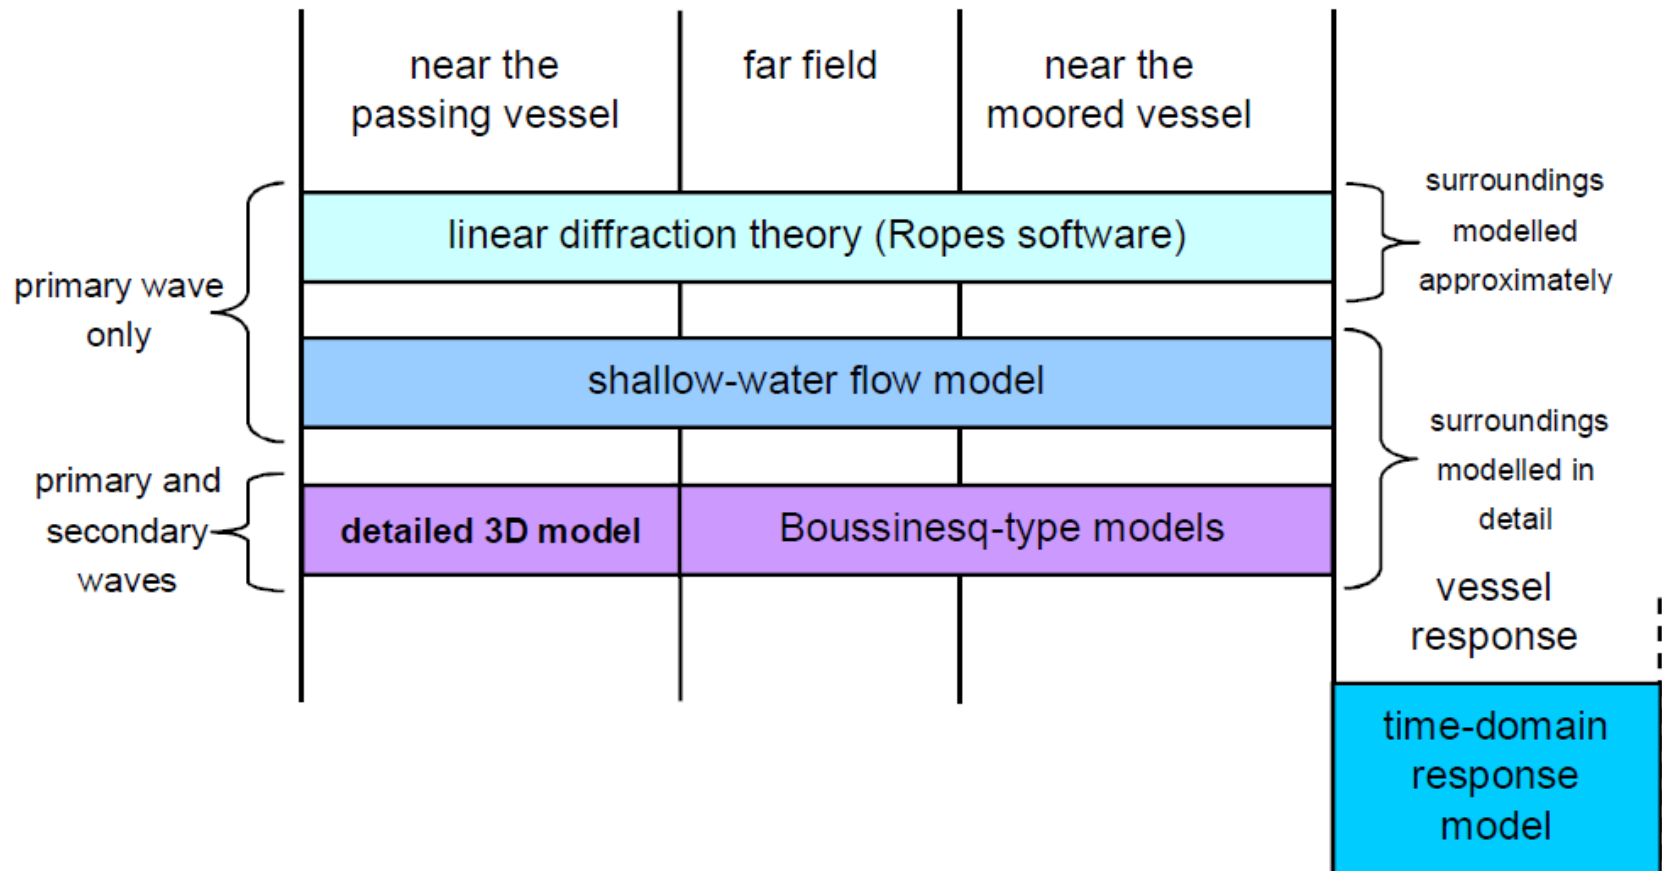 near the
passing vessel
far field
near the
moored vessel
linear diffraction theory (Ropes software)
surroundings
modelled
approximately
primary wave
only
shallow-water flow model
surroundings
modelled in
detail
primary and
secondary
waves
detailed 3D model
Boussinesq-type models
vessel
response
time-domain
response
model